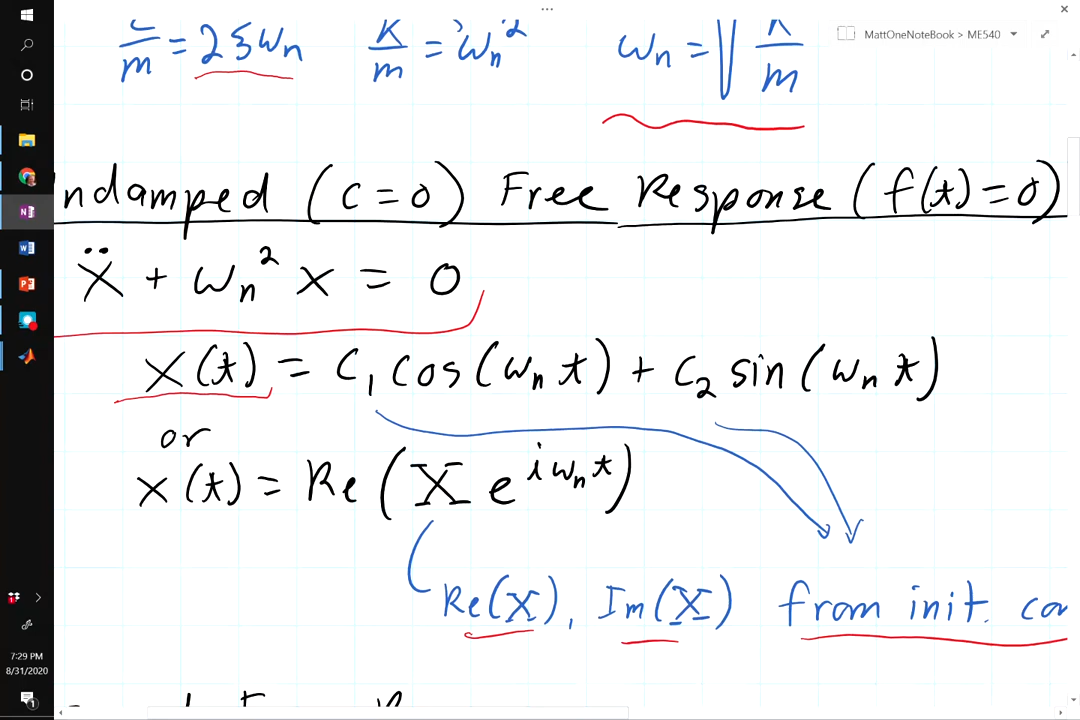 MattOneNoteBook > ME540
c/m = 2ξωn K/m = ωn² ωn = √K/m
ndamped (c=0) Free Response (f(t)=0)
ẍ + ωn² x = 0
x(t) = C₁ cos(ωn t) + C₂ sin(ωn t)
or
x(t) = Re(X e^{iωn t})
Re(X), Im(X) from init. co
7:29 PM
8/31/2020